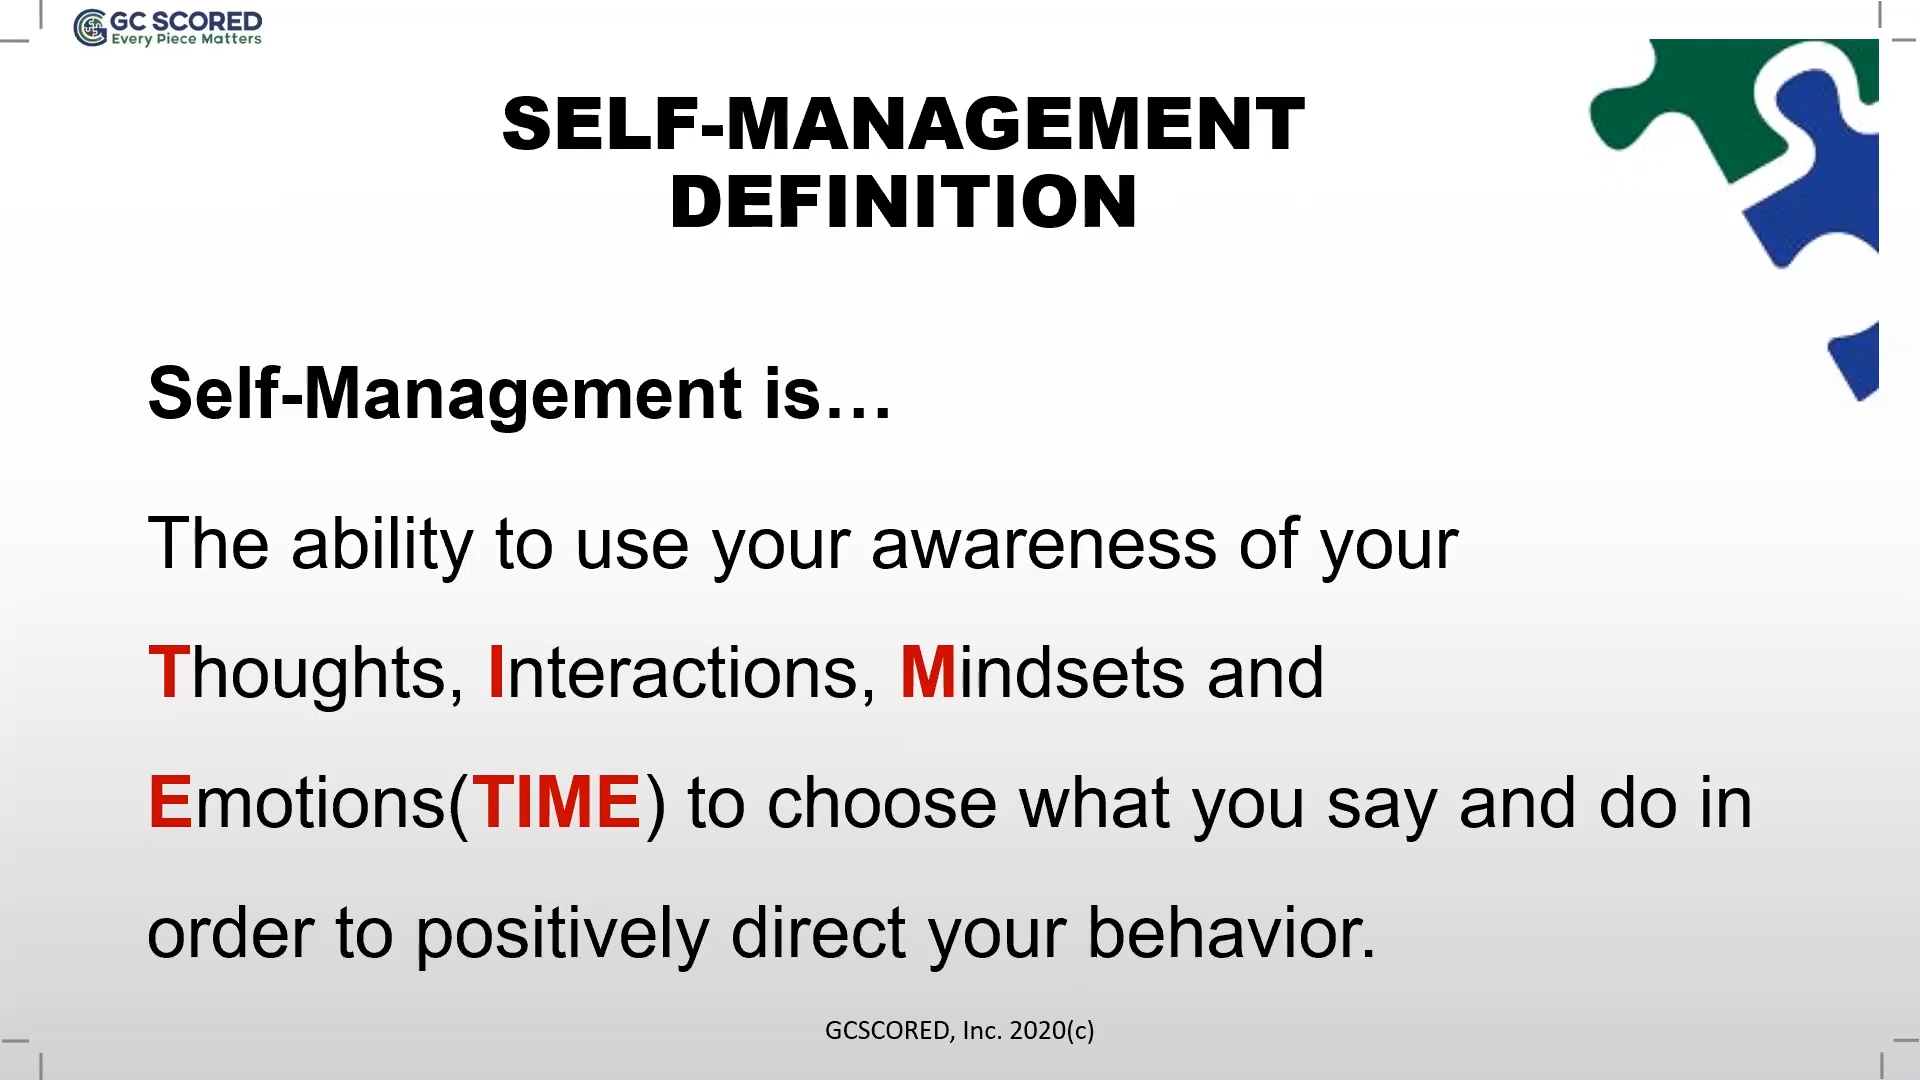 GC SCORED
Every Piece Matters
SELF-MANAGEMENT
DEFINITION
Self-Management is…
The ability to use your awareness of your
Thoughts, Interactions, Mindsets and
Emotions(TIME) to choose what you say and do in
order to positively direct your behavior.
GCSCORED, Inc. 2020(c)